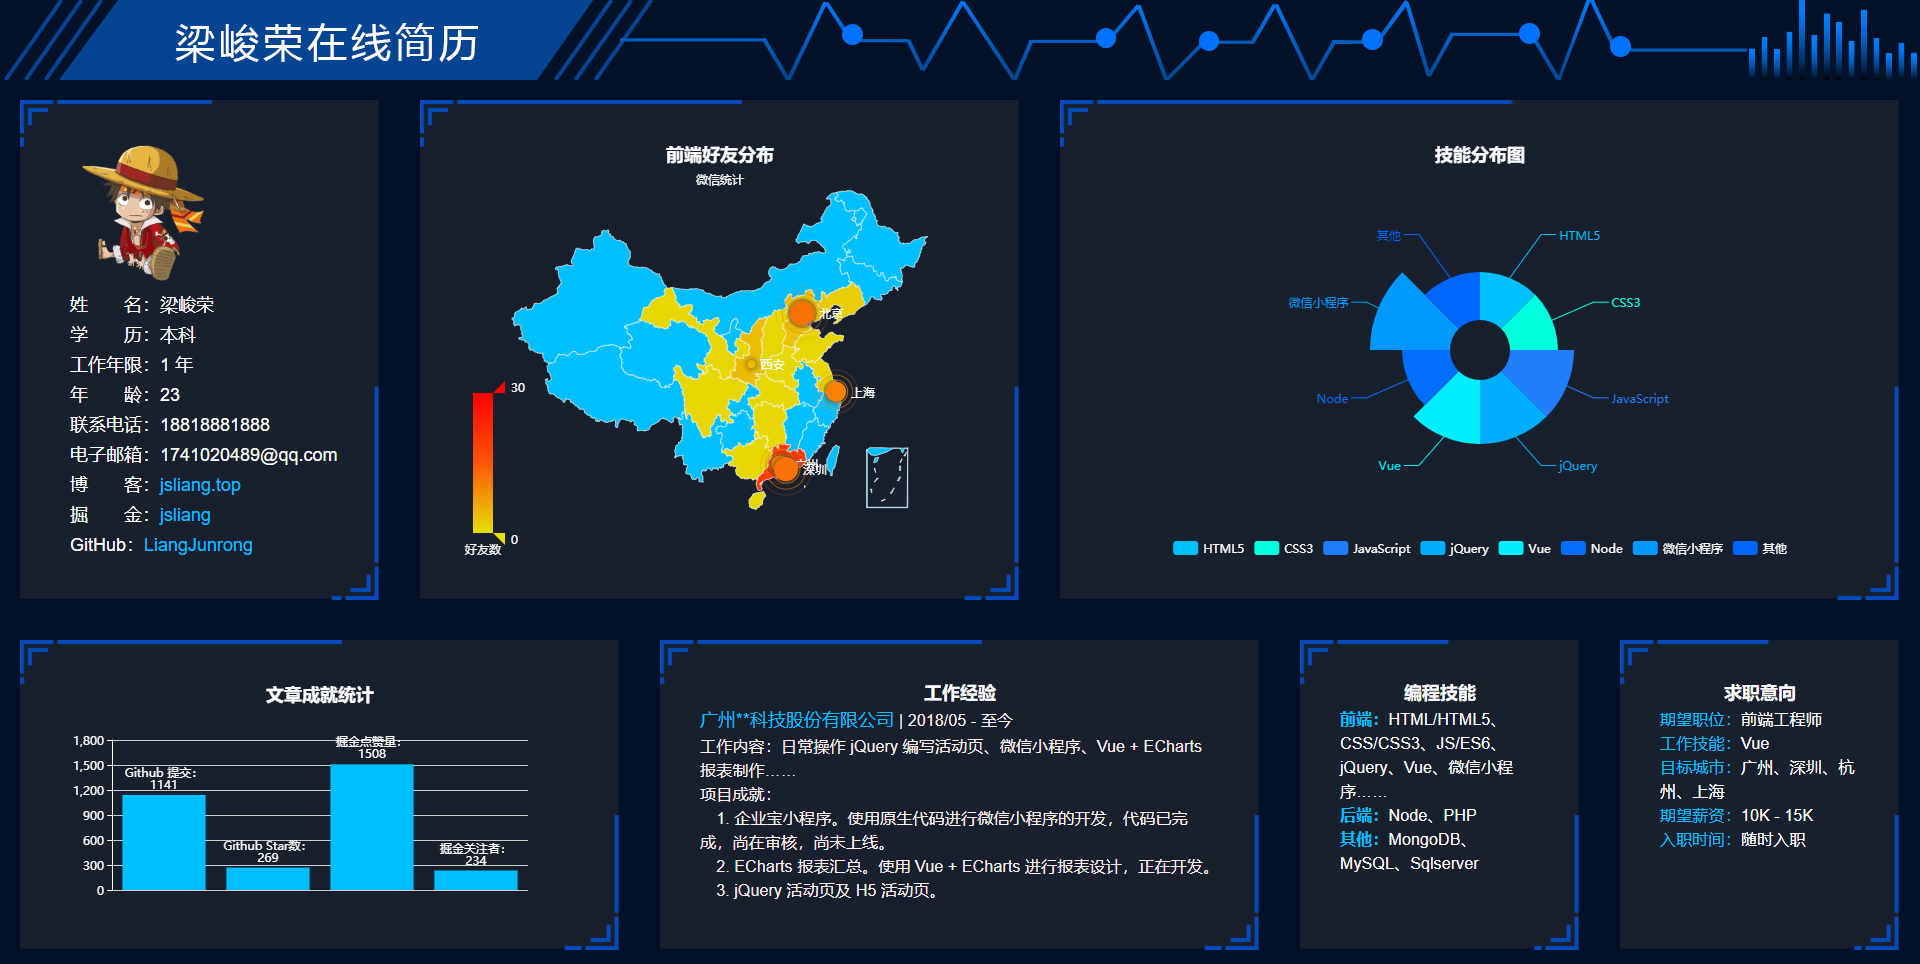 梁峻荣在线简历
姓　　名：梁峻荣
学　　历：本科
工作年限：1 年
年　　龄：23
联系电话：18818881888
电子邮箱：1741020489@qq.com
博　　客：jsliang.top
掘　　金：jsliang
GitHub：LiangJunrong
前端好友分布
微信统计
北京
西安
上海
广州
深圳
30
0
好友数
技能分布图
其他
HTML5
微信小程序
CSS3
Node
JavaScript
Vue
jQuery
HTML5 CSS3 JavaScript jQuery Vue Node 微信小程序 其他
文章成就统计
1,800
1,500
1,200
900
600
300
0
Github 提交：
1141
Github Star数：
269
掘金点赞量：
1508
掘金关注者：
234
工作经验
广州**科技股份有限公司 | 2018/05 - 至今
工作内容：日常操作 jQuery 编写活动页、微信小程序、Vue + ECharts
报表制作……
项目成就：
1. 企业宝小程序。使用原生代码进行微信小程序的开发，代码已完
成，尚在审核，尚未上线。
2. ECharts 报表汇总。使用 Vue + ECharts 进行报表设计，正在开发。
3. jQuery 活动页及 H5 活动页。
编程技能
前端：HTML/HTML5、
CSS/CSS3、JS/ES6、
jQuery、Vue、微信小程
序……
后端：Node、PHP
其他：MongoDB、
MySQL、Sqlserver
求职意向
期望职位：前端工程师
工作技能：Vue
目标城市：广州、深圳、杭
州、上海
期望薪资：10K - 15K
入职时间：随时入职